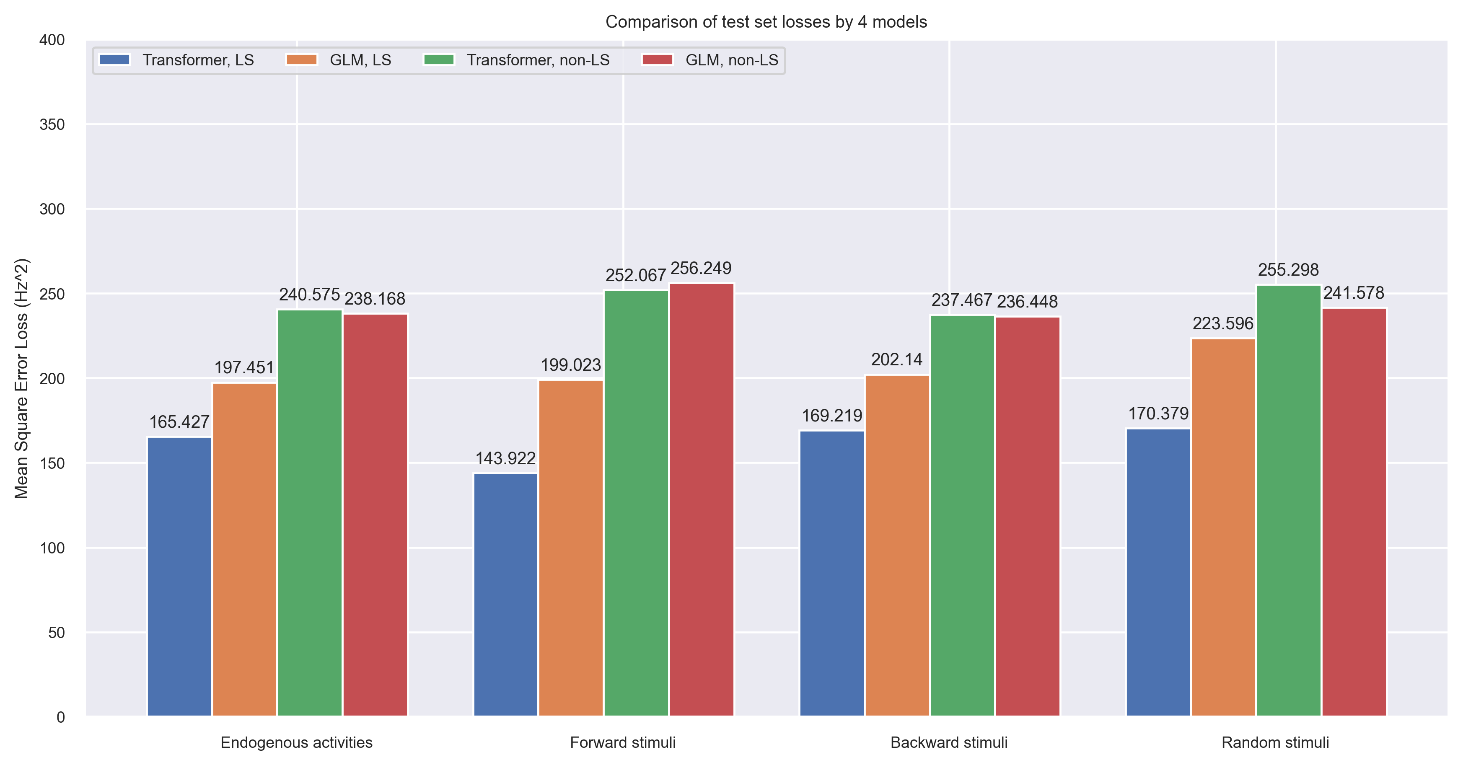 Comparison of test set losses by 4 models
Transformer, LS GLM, LS Transformer, non-LS GLM, non-LS
Mean Square Error Loss (Hz^2)
400
350
300
250
200
150
100
50
0
165.427 197.451 240.575 238.168
143.922 199.023 252.067 256.249
169.219 202.14 237.467 236.448
170.379 223.596 255.298 241.578
Endogenous activities Forward stimuli Backward stimuli Random stimuli